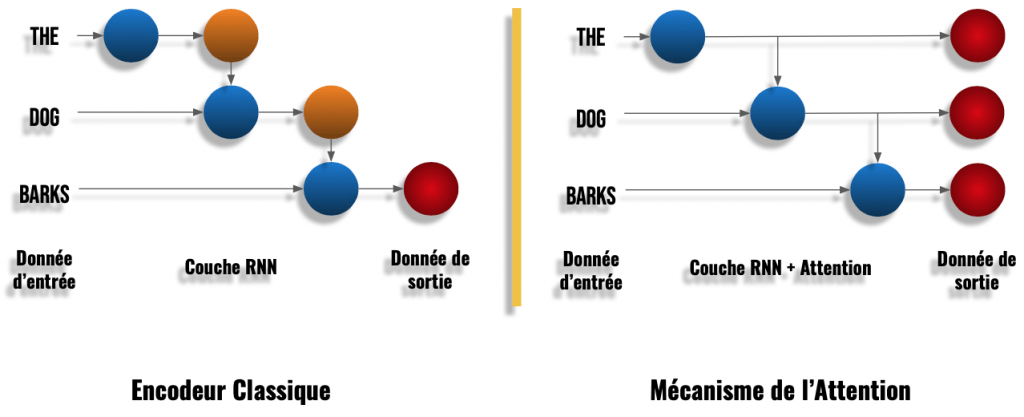 THE
DOG
BARKS
Donnée
d'entrée
Couche RNN
Donnée de
sortie
Encodeur Classique
THE
DOG
BARKS
Donnée
d'entrée
Couche RNN + Attention
Donnée de
sortie
Mécanisme de l'Attention